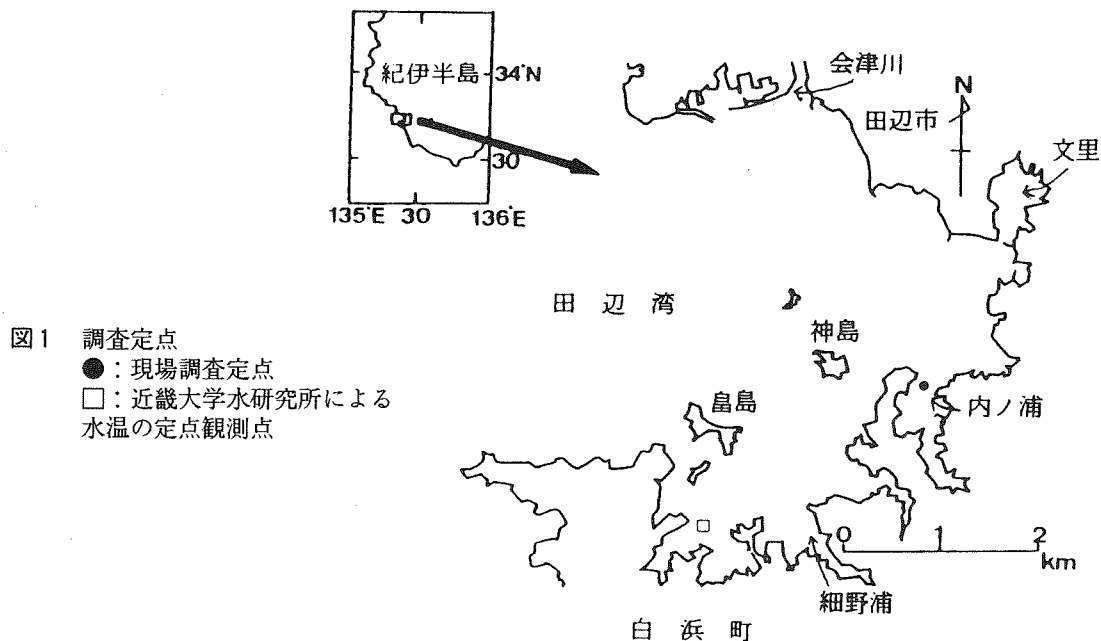 紀伊半島
34°N
30
135°E 30 136°E
会津川
N
田辺市
文里
田辺湾
神島
図1 調査定点
●：現場調査定点
□：近畿大学水研究所による
水温の定点観測点
畠島
内ノ浦
0 1 2
km
細野浦
白浜町